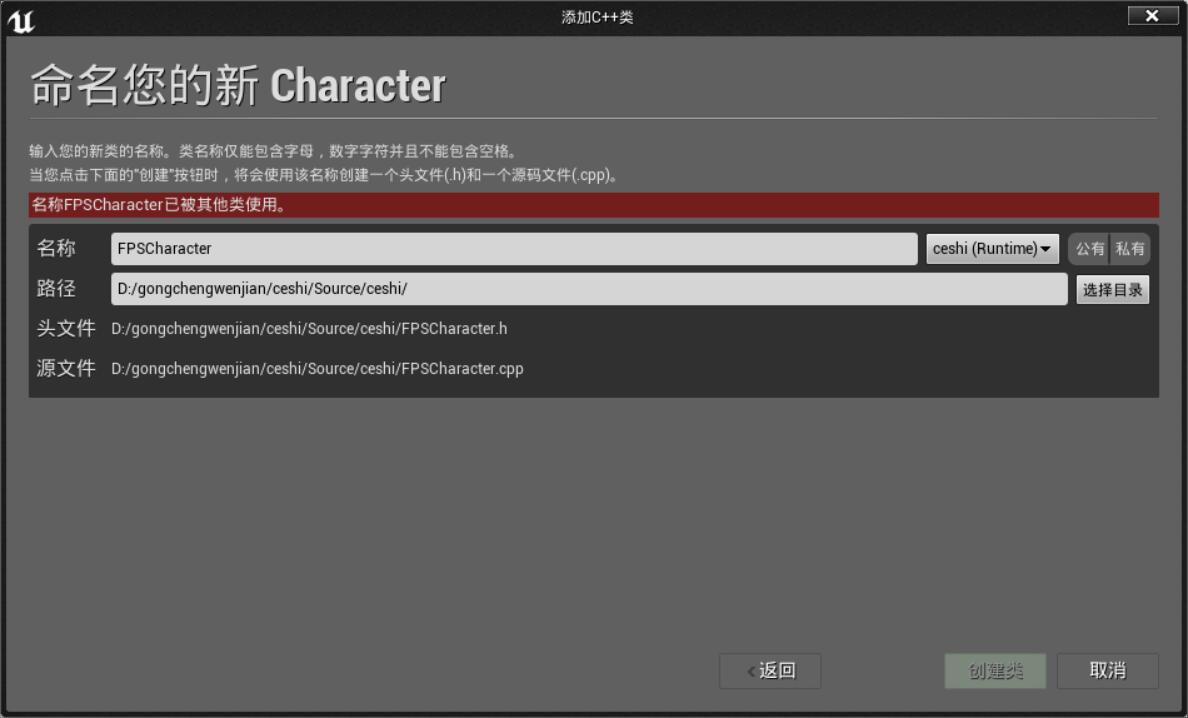 添加C++类
命名您的新 Character
输入您的新类的名称。类名称仅能包含字母，数字字符并且不能包含空格。
当您点击下面的"创建"按钮时，将会使用该名称创建一个头文件(.h)和一个源码文件(.cpp)。
名称FPSCharacter已被其他类使用。
名称 FPSCharacter ceshi (Runtime) 公有 私有
路径 D:/gongchengwenjian/ceshi/Source/ceshi/ 选择目录
头文件 D:/gongchengwenjian/ceshi/Source/ceshi/FPSCharacter.h
源文件 D:/gongchengwenjian/ceshi/Source/ceshi/FPSCharacter.cpp
返回 创建类 取消